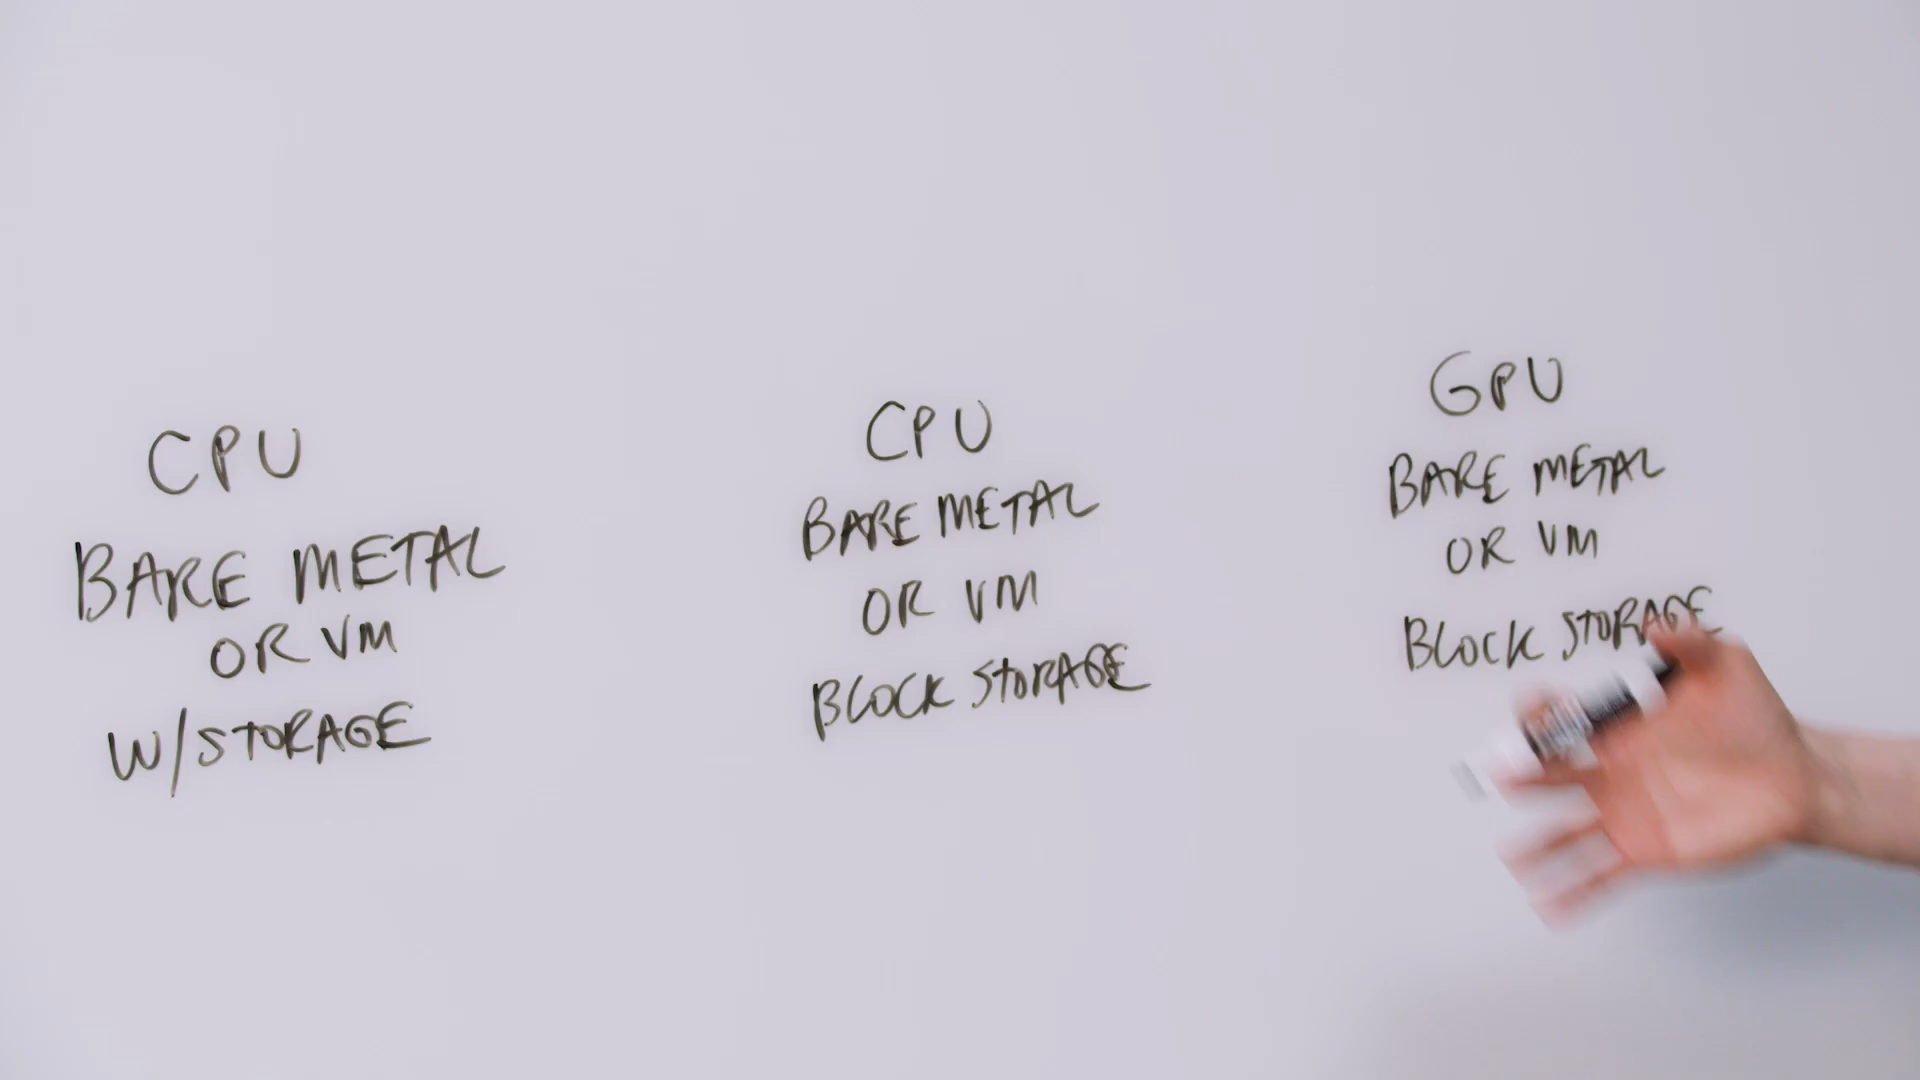 CPU
BARE METAL
OR VM
W/STORAGE
CPU
BARE METAL
OR VM
BLOCK STORAGE
GPU
BARE METAL
OR VM
BLOCK STORAGE